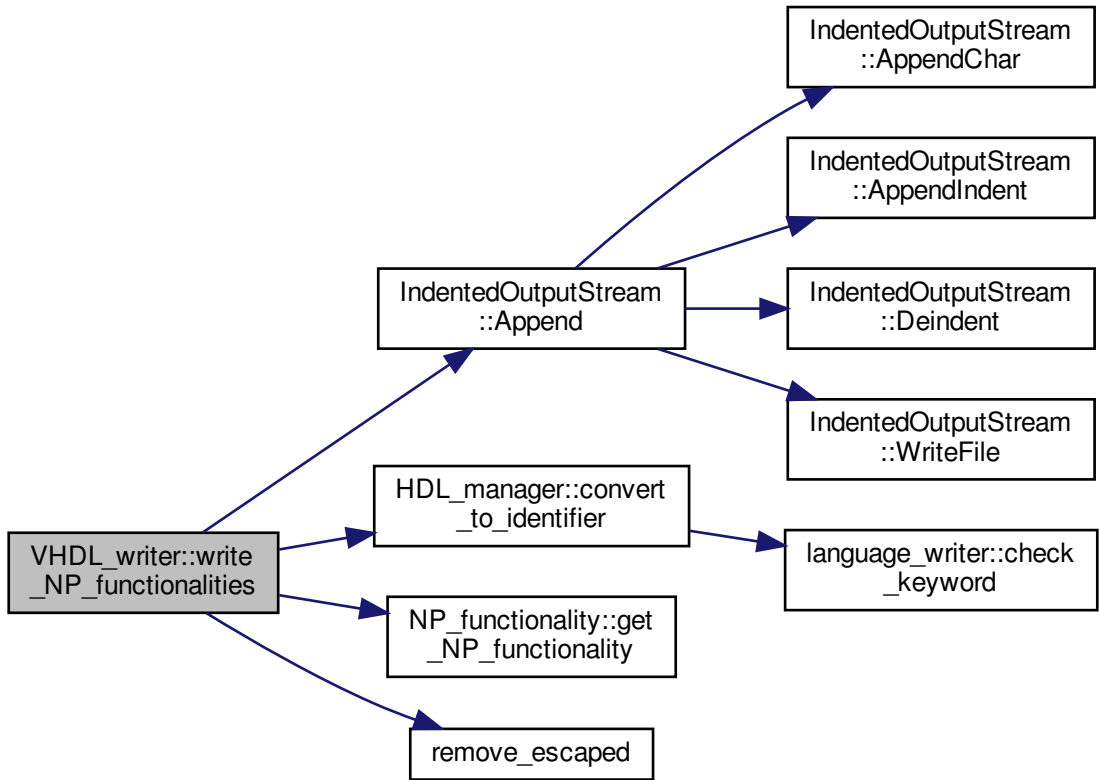 IndentedOutputStream
::AppendChar
IndentedOutputStream
::AppendIndent
IndentedOutputStream
::Append
IndentedOutputStream
::Deindent
IndentedOutputStream
::WriteFile
HDL_manager::convert
_to_identifier
language_writer::check
_keyword
VHDL_writer::write
_NP_functionalities
NP_functionality::get
_NP_functionality
remove_escaped